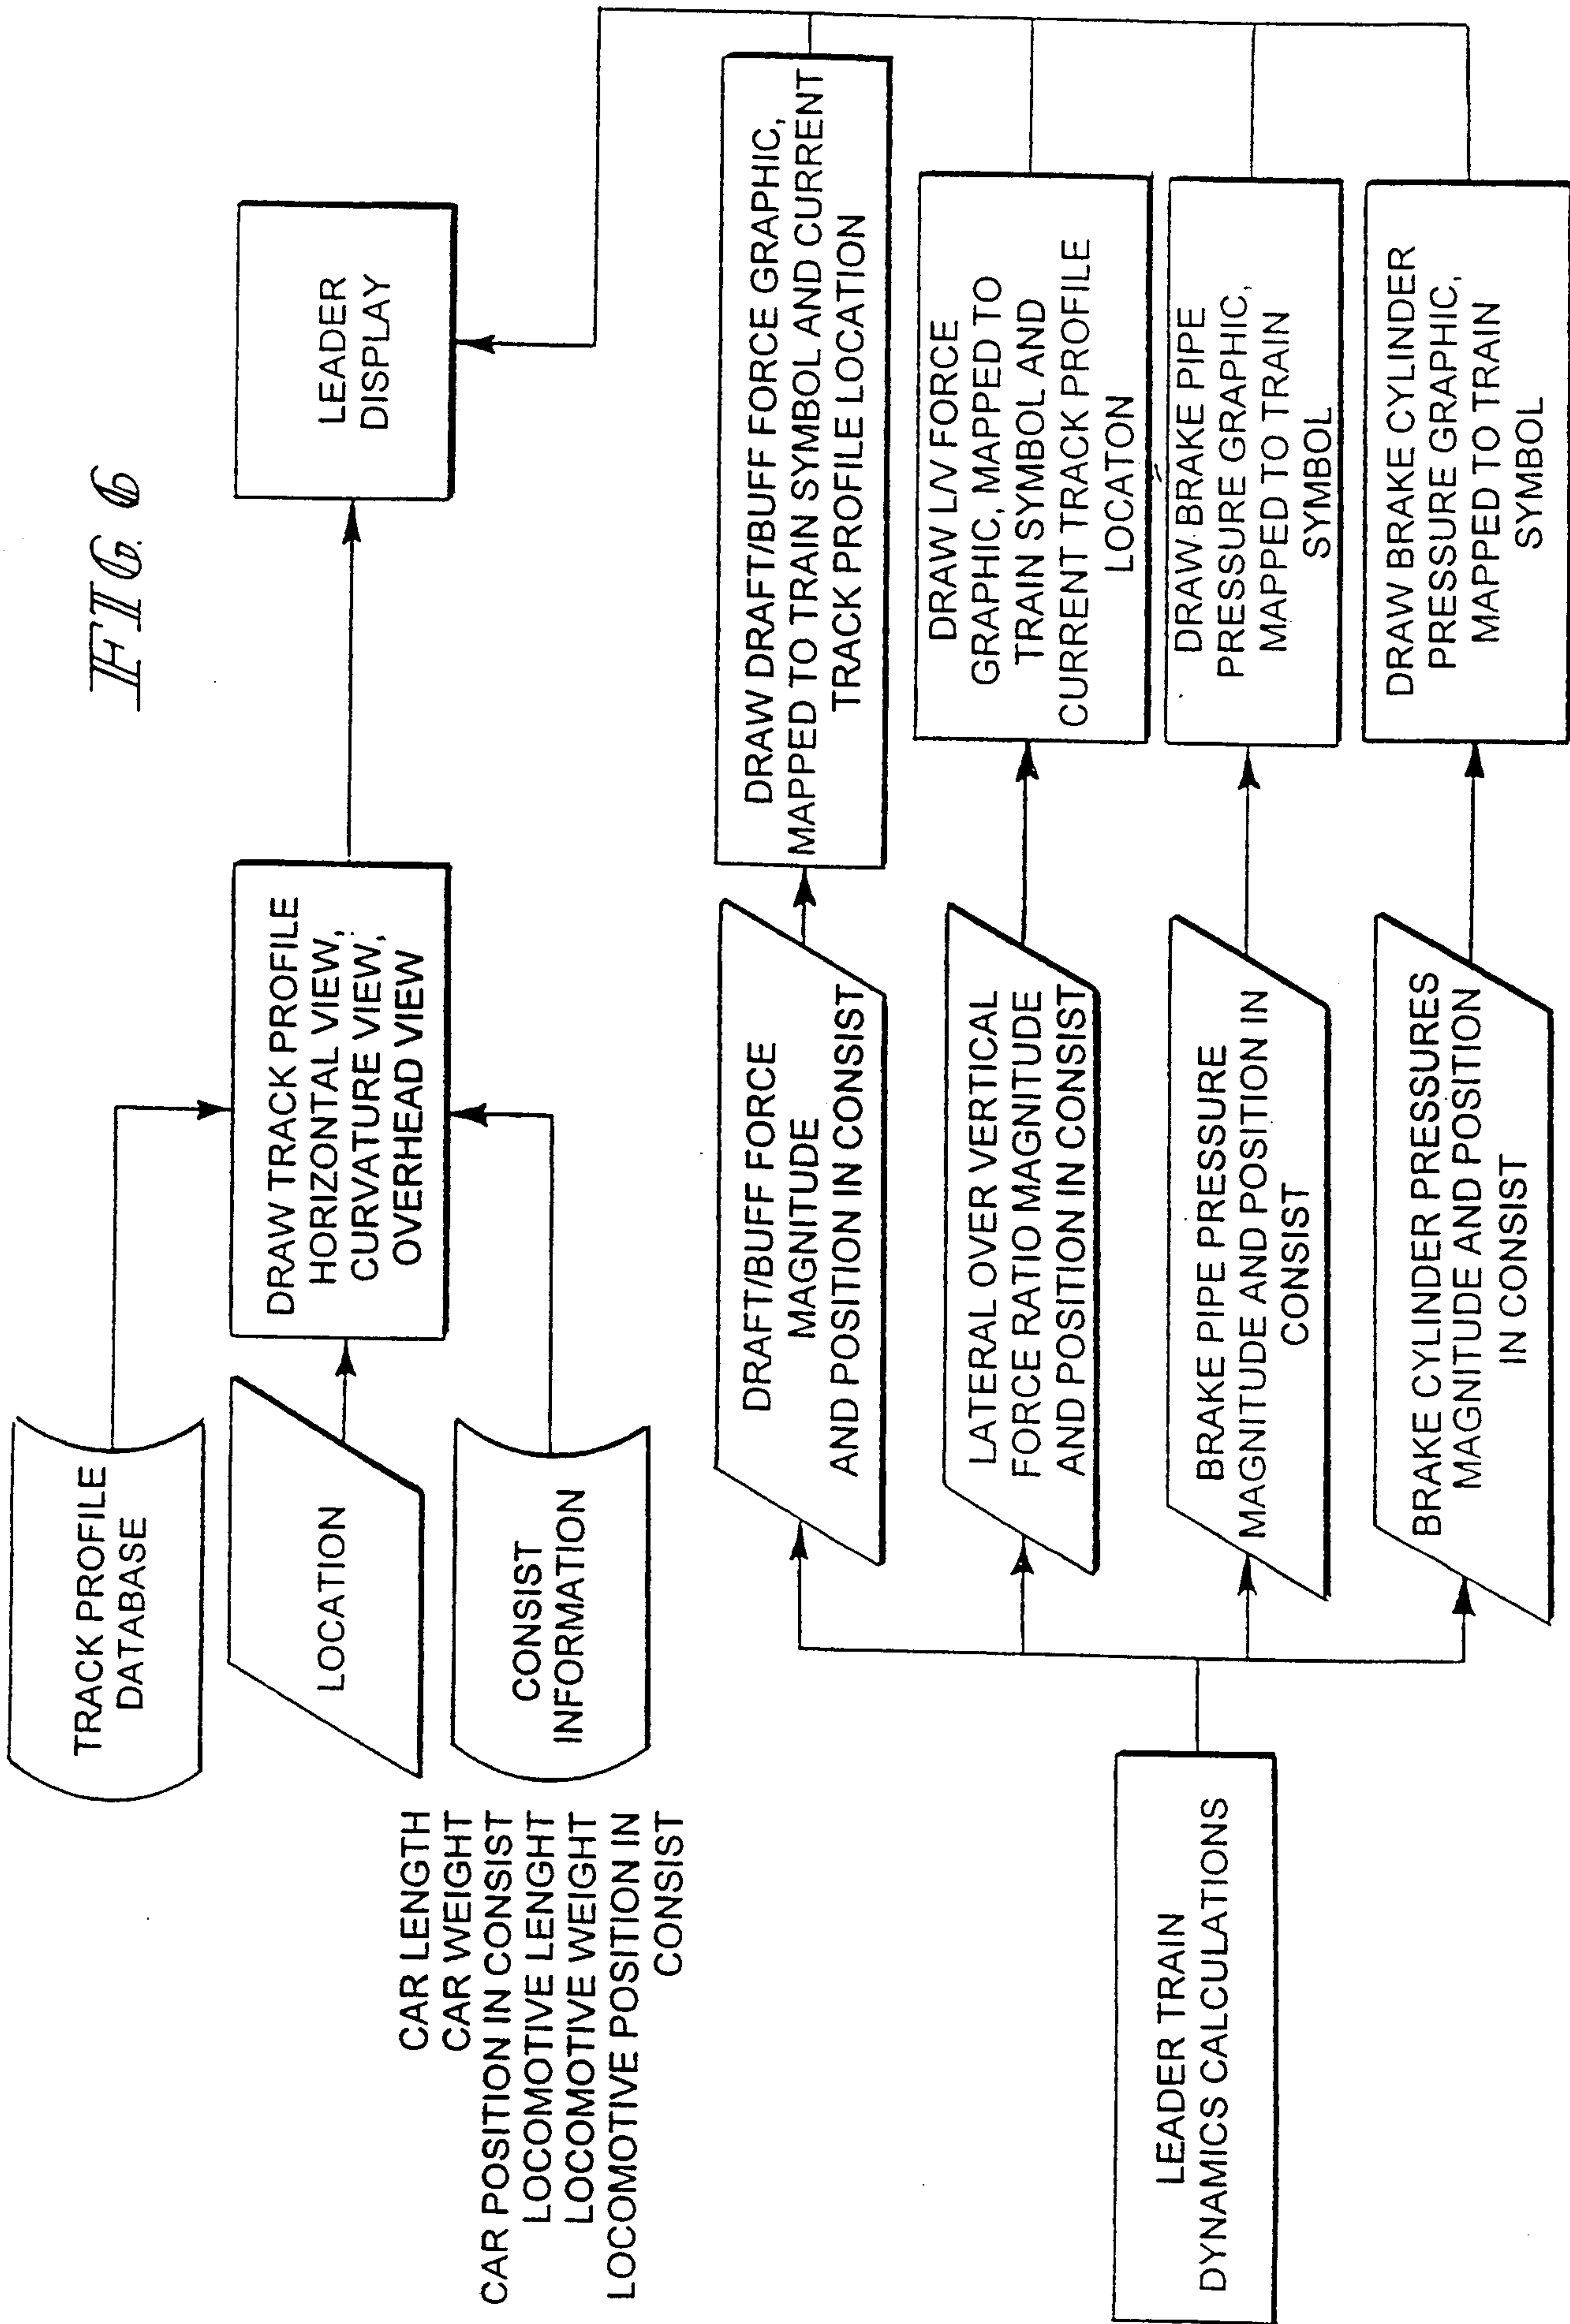 FIG. 6
TRACK PROFILE
DATABASE
LOCATION
CONSIST
INFORMATION
CAR LENGTH
CAR WEIGHT
CAR POSITION IN CONSIST
LOCOMOTIVE LENGHT
LOCOMOTIVE WEIGHT
LOCOMOTIVE POSITION IN
CONSIST
DRAW TRACK PROFILE
HORIZONTAL VIEW,
CURVATURE VIEW,
OVERHEAD VIEW
LEADER
DISPLAY
LEADER TRAIN
DYNAMICS CALCULATIONS
DRAFT/BUFF FORCE
MAGNITUDE
AND POSITION IN CONSIST
DRAW DRAFT/BUFF FORCE GRAPHIC,
MAPPED TO TRAIN SYMBOL AND CURRENT
TRACK PROFILE LOCATION
LATERAL OVER VERTICAL
FORCE RATIO MAGNITUDE
AND POSITION IN CONSIST
DRAW L/V FORCE
GRAPHIC, MAPPED TO
TRAIN SYMBOL AND
CURRENT TRACK PROFILE
LOCATON
BRAKE PIPE PRESSURE
MAGNITUDE AND POSITION IN
CONSIST
DRAW BRAKE PIPE
PRESSURE GRAPHIC,
MAPPED TO TRAIN
SYMBOL
BRAKE CYLINDER PRESSURES
MAGNITUDE AND POSITION
IN CONSIST
DRAW BRAKE CYLINDER
PRESSURE GRAPHIC,
MAPPED TO TRAIN
SYMBOL